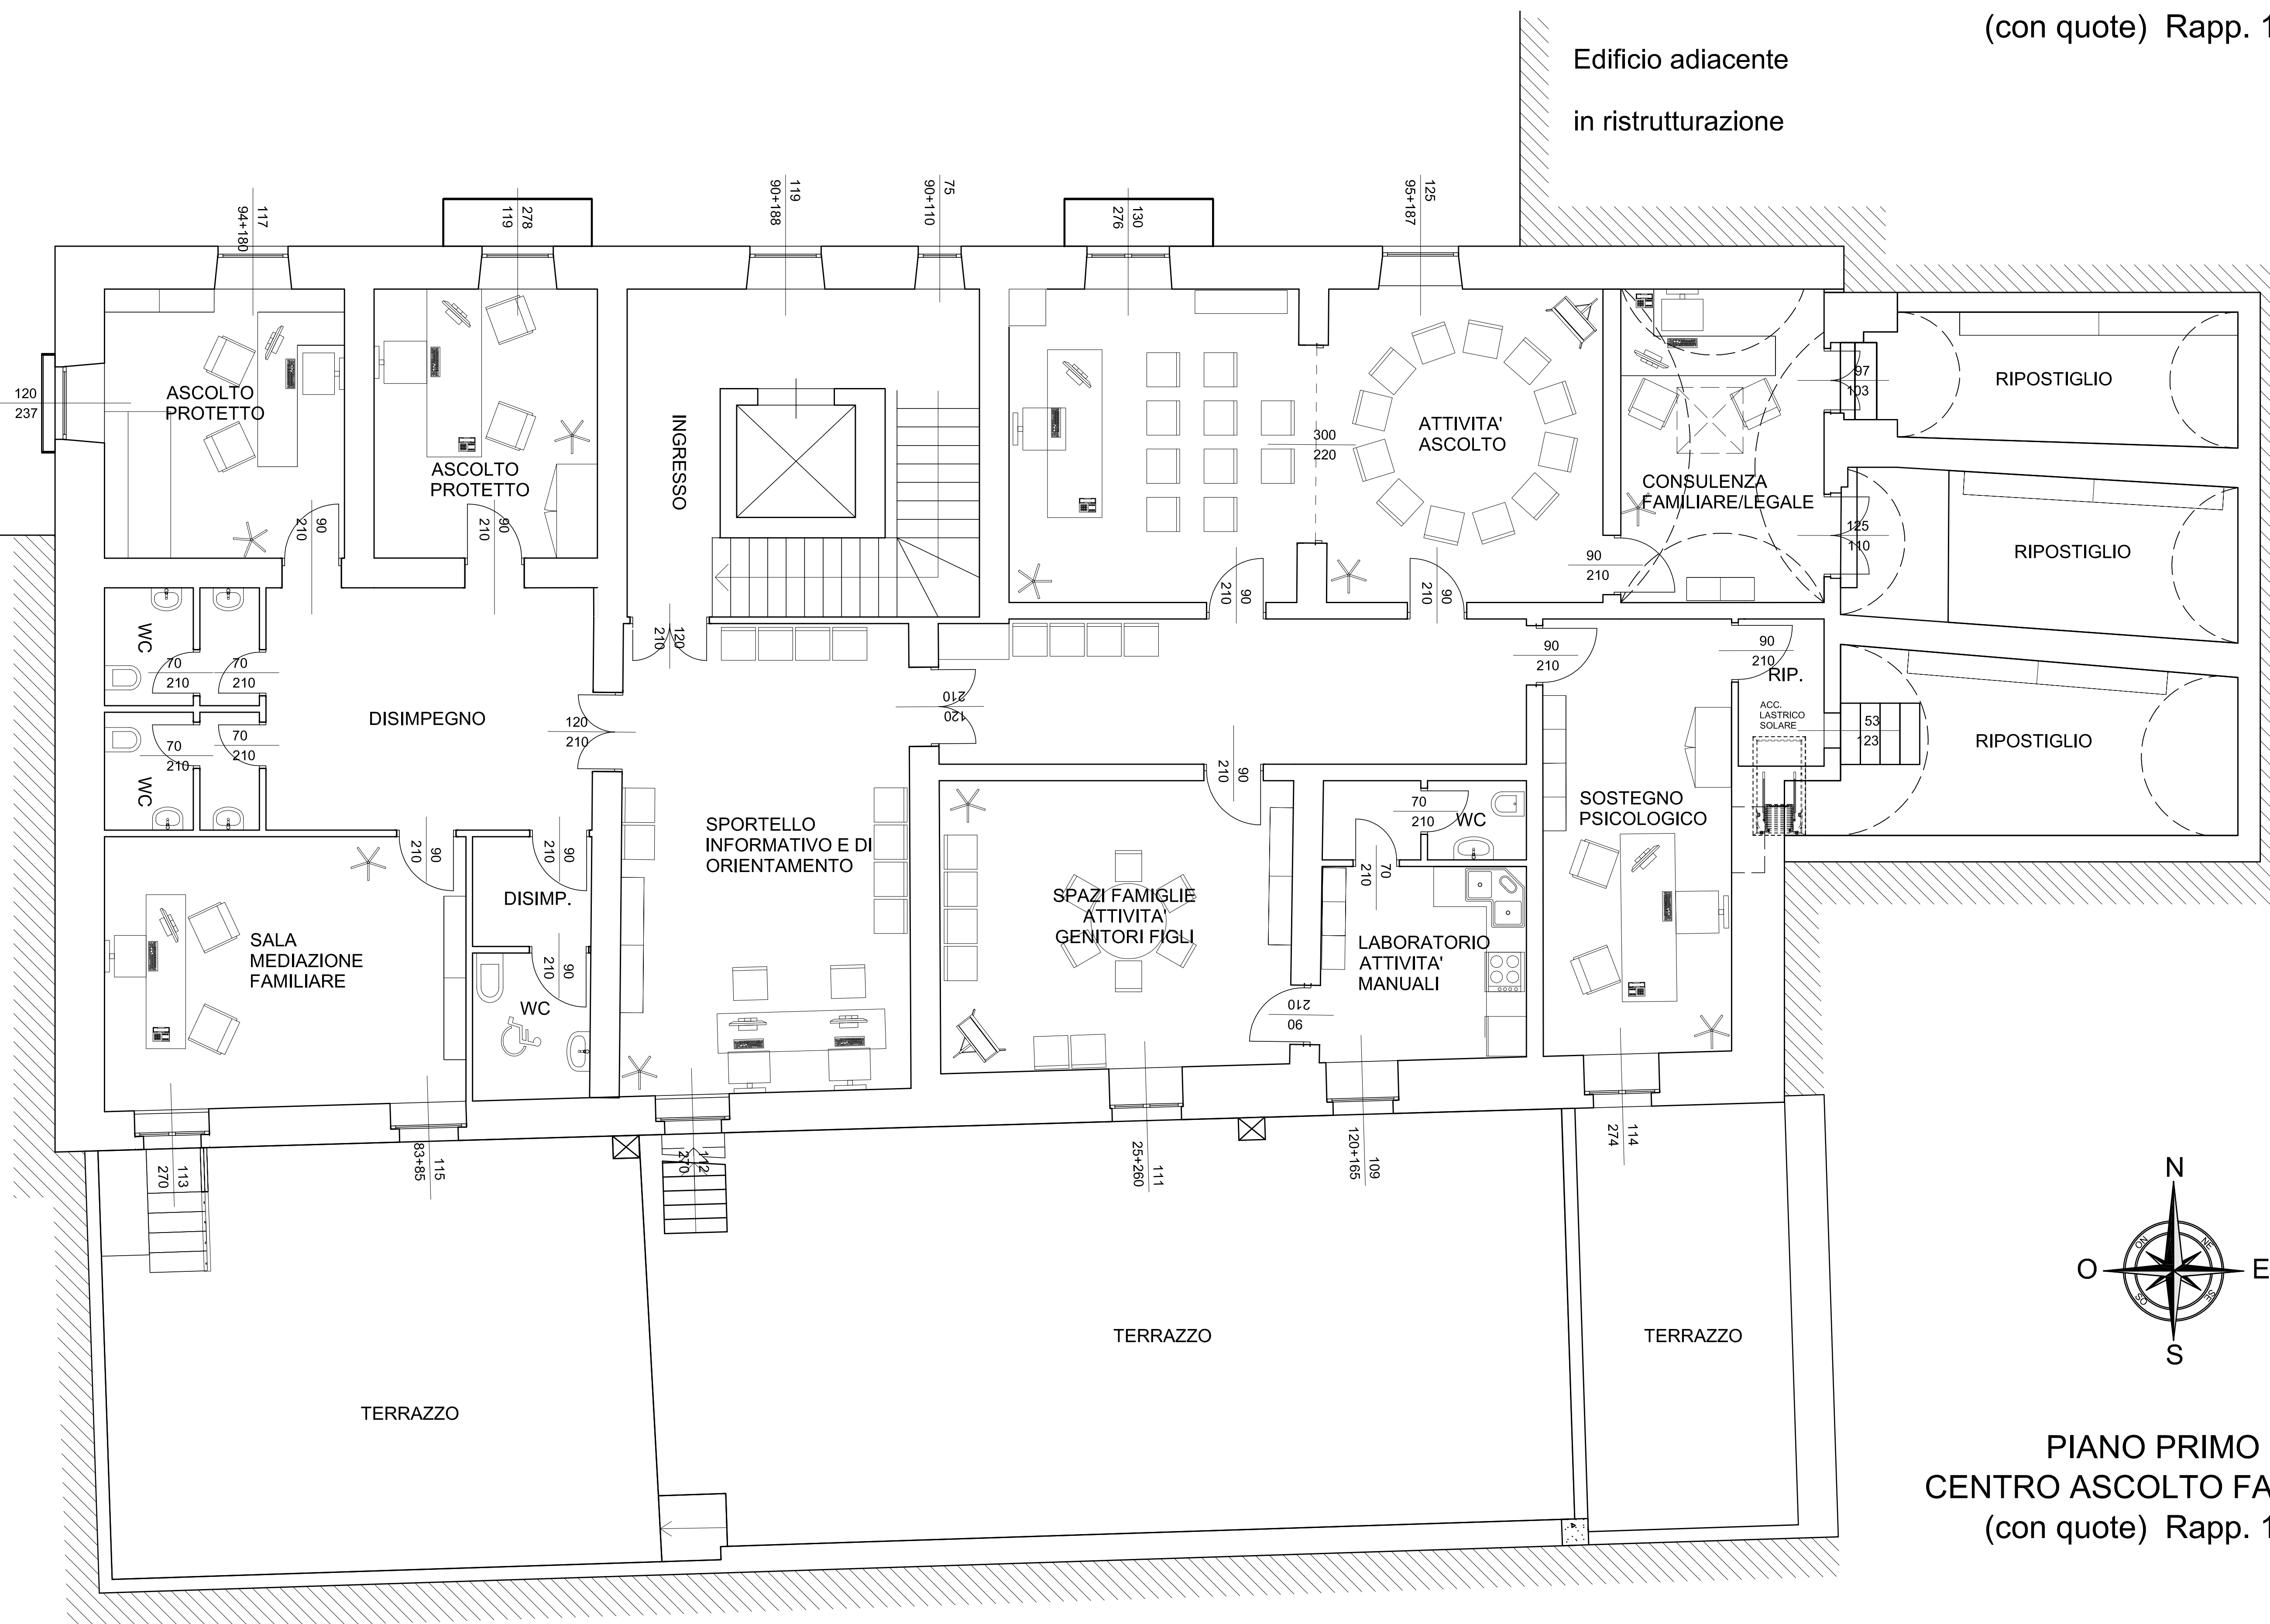 (con quote) Rapp. 1
Edificio adiacente
in ristrutturazione
117
94+180
278
119
119
90+188
75
90+110
130
276
125
95+187
120
237
ASCOLTO
PROTETTO
90
210
ASCOLTO
PROTETTO
90
210
INGRESSO
120
210
300
220
ATTIVITA'
ASCOLTO
90
210
90
210
90
210
CONSULENZA
FAMILIARE/LEGALE
97
103
RIPOSTIGLIO
125
110
RIPOSTIGLIO
WC
70
210
70
210
WC
70
210
70
210
DISIMPEGNO
120
210
210
120
90
210
90
210
RIP.
ACC.
LASTRICO
SOLARE
53
123
RIPOSTIGLIO
90
210
90
210
DISIMP.
90
210
WC
SALA
MEDIAZIONE
FAMILIARE
SPORTELLO
INFORMATIVO E DI
ORIENTAMENTO
90
210
SPAZI FAMIGLIE
ATTIVITA'
GENITORI FIGLI
210
90
70
210
WC
70
210
LABORATORIO
ATTIVITA'
MANUALI
SOSTEGNO
PSICOLOGICO
113
270
115
83+85
112
270
111
25+260
109
120+165
114
274
TERRAZZO
TERRAZZO
TERRAZZO
N
ON
NE
O
E
SO
SE
S
PIANO PRIMO
CENTRO ASCOLTO FA
(con quote) Rapp. 1